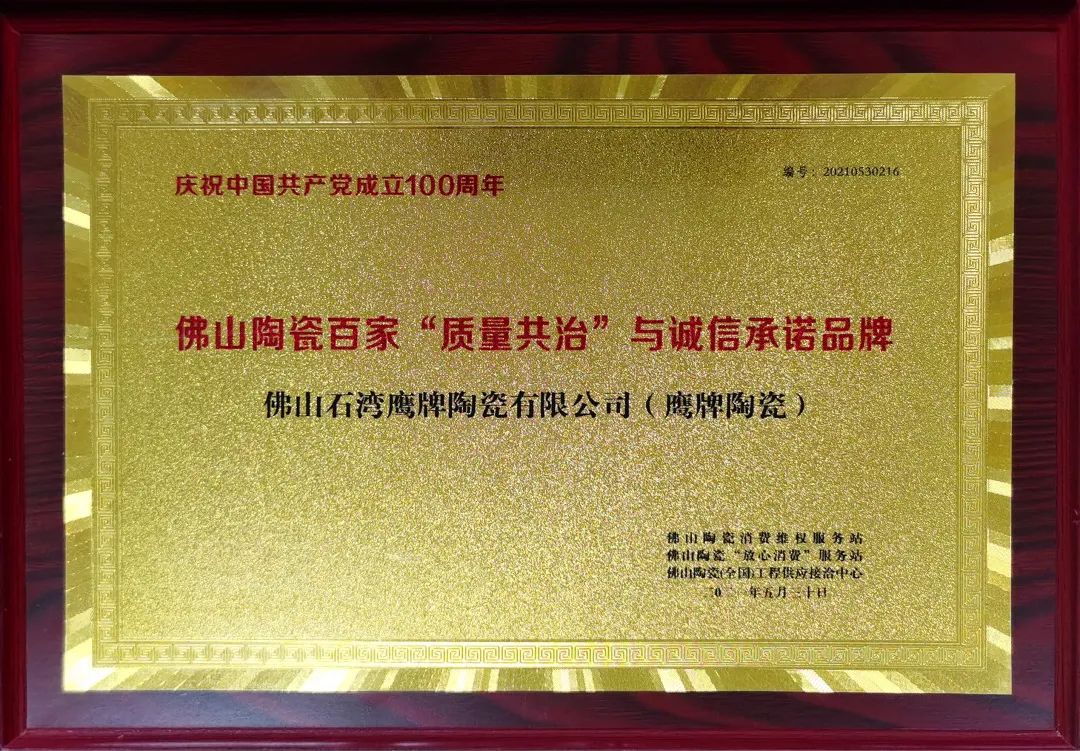 庆祝中国共产党成立100周年
编号：20210530216
佛山陶瓷百家“质量共治”与诚信承诺品牌
佛山石湾鹰牌陶瓷有限公司（鹰牌陶瓷）
佛山陶瓷消费维权服务站
佛山陶瓷“放心消费”服务站
佛山陶瓷(全国)工程供应接洽中心
年五月三十日